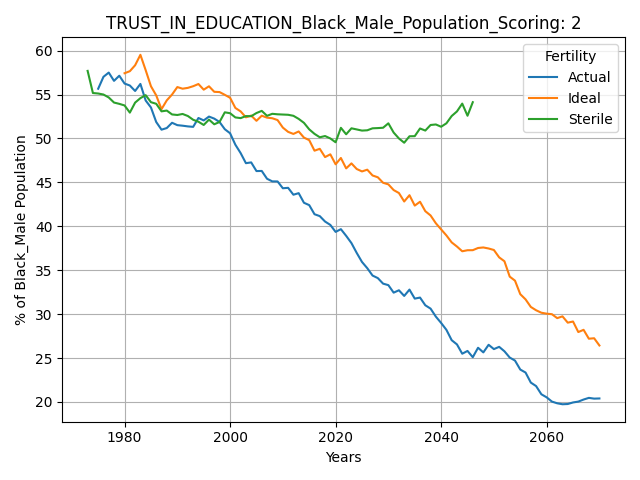 TRUST_IN_EDUCATION_Black_Male_Population_Scoring: 2
% of Black_Male Population
60
55
50
45
40
35
30
25
20
Fertility
Actual
Ideal
Sterile
1980 2000 2020 2040 2060
Years